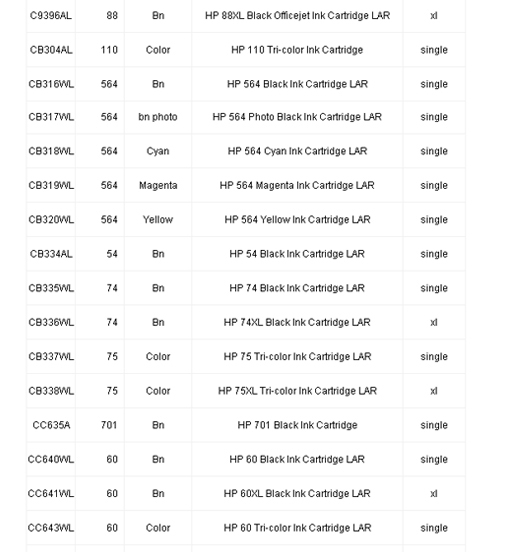 C9396AL 88 Bn HP 88XL Black Officejet Ink Cartridge LAR xl
CB304AL 110 Color HP 110 Tri-color Ink Cartridge single
CB316WL 564 Bn HP 564 Black Ink Cartridge LAR single
CB317WL 564 bn photo HP 564 Photo Black Ink Cartridge LAR single
CB318WL 564 Cyan HP 564 Cyan Ink Cartridge LAR single
CB319WL 564 Magenta HP 564 Magenta Ink Cartridge LAR single
CB320WL 564 Yellow HP 564 Yellow Ink Cartridge LAR single
CB334AL 54 Bn HP 54 Black Ink Cartridge LAR single
CB335WL 74 Bn HP 74 Black Ink Cartridge LAR single
CB336WL 74 Bn HP 74XL Black Ink Cartridge LAR xl
CB337WL 75 Color HP 75 Tri-color Ink Cartridge LAR single
CB338WL 75 Color HP 75XL Tri-color Ink Cartridge LAR xl
CC635A 701 Bn HP 701 Black Ink Cartridge single
CC640WL 60 Bn HP 60 Black Ink Cartridge LAR single
CC641WL 60 Bn HP 60XL Black Ink Cartridge LAR xl
CC643WL 60 Color HP 60 Tri-color Ink Cartridge LAR single